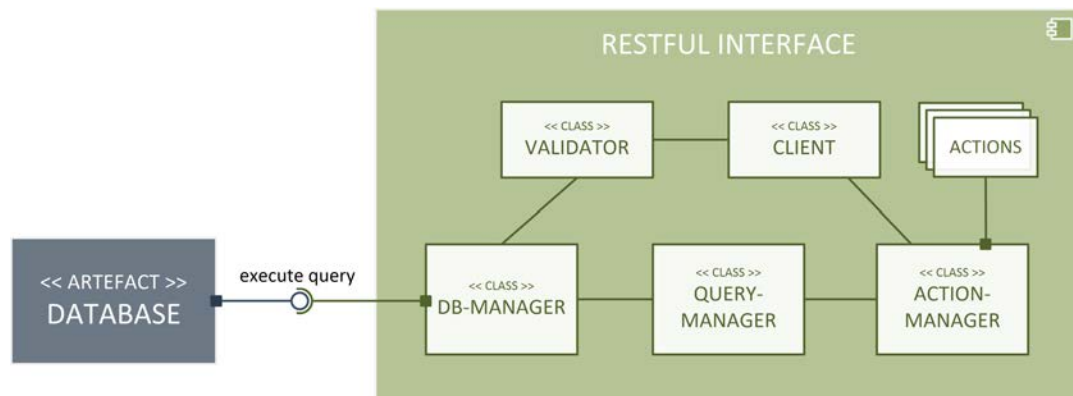 RESTFUL INTERFACE
<< CLASS >>
VALIDATOR
<< CLASS >>
CLIENT
ACTIONS
<< ARTEFACT >>
DATABASE
execute query
<< CLASS >>
DB-MANAGER
<< CLASS >>
QUERY-
MANAGER
<< CLASS >>
ACTION-
MANAGER